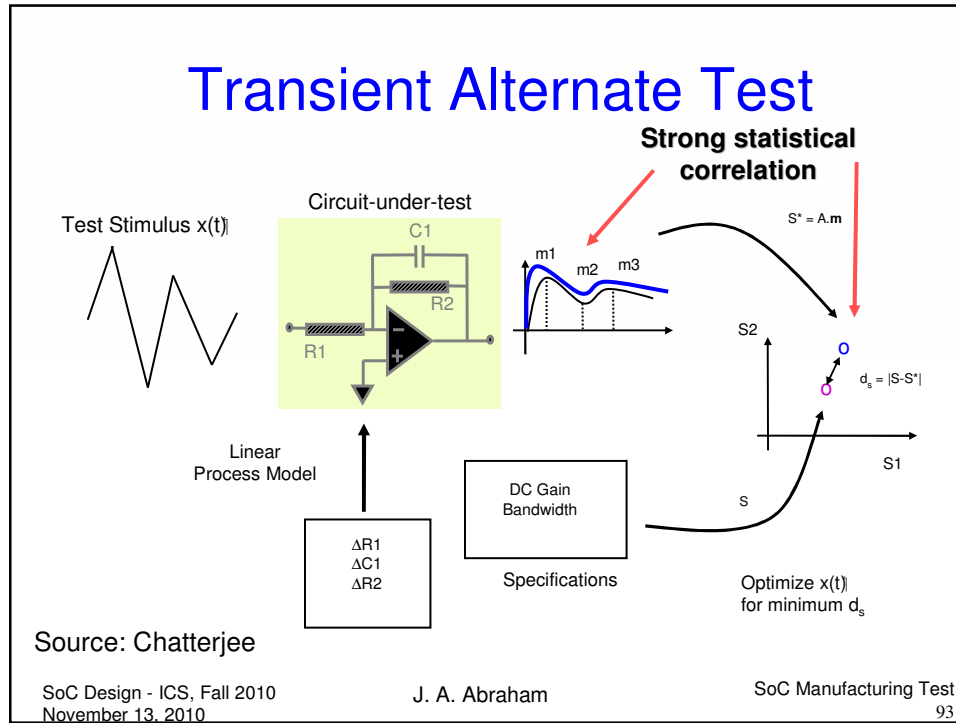 Transient Alternate Test
Strong statistical
correlation
Circuit-under-test
Test Stimulus x(t)
S* = A.m
C1
R2
R1
m1
m2
m3
S2
o
o
ds = |S-S*|
S1
Linear
Process Model
DC Gain
Bandwidth
S
ΔR1
ΔC1
ΔR2
Specifications
Optimize x(t)
for minimum ds
Source: Chatterjee
SoC Design - ICS, Fall 2010
November 13, 2010
J. A. Abraham
SoC Manufacturing Test
93